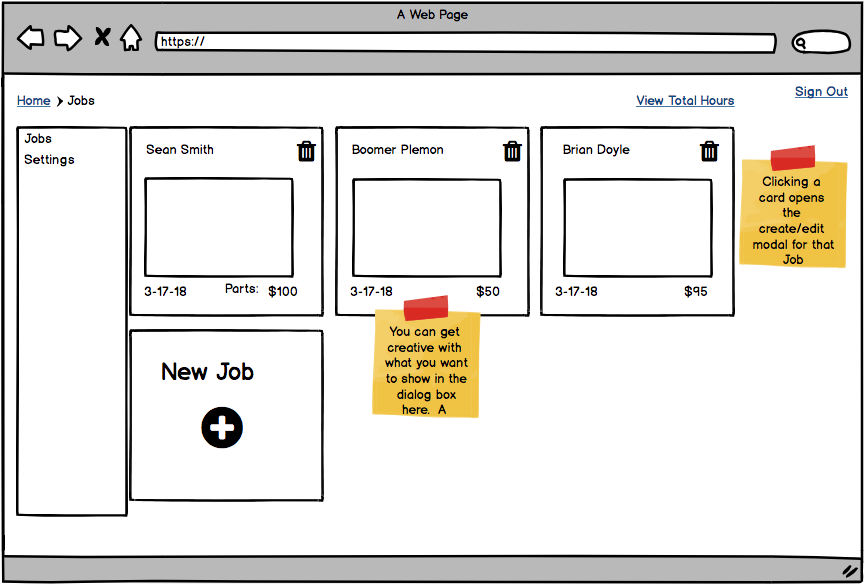 A Web Page
https://
Home > Jobs
View Total Hours
Sign Out
Jobs
Settings
Sean Smith
3-17-18 Parts: $100
Boomer Plemon
3-17-18 $50
Brian Doyle
3-17-18 $95
Clicking a
card opens
the
create/edit
modal for that
Job
You can get
creative with
what you want
to show in the
dialog box
here. A
New Job